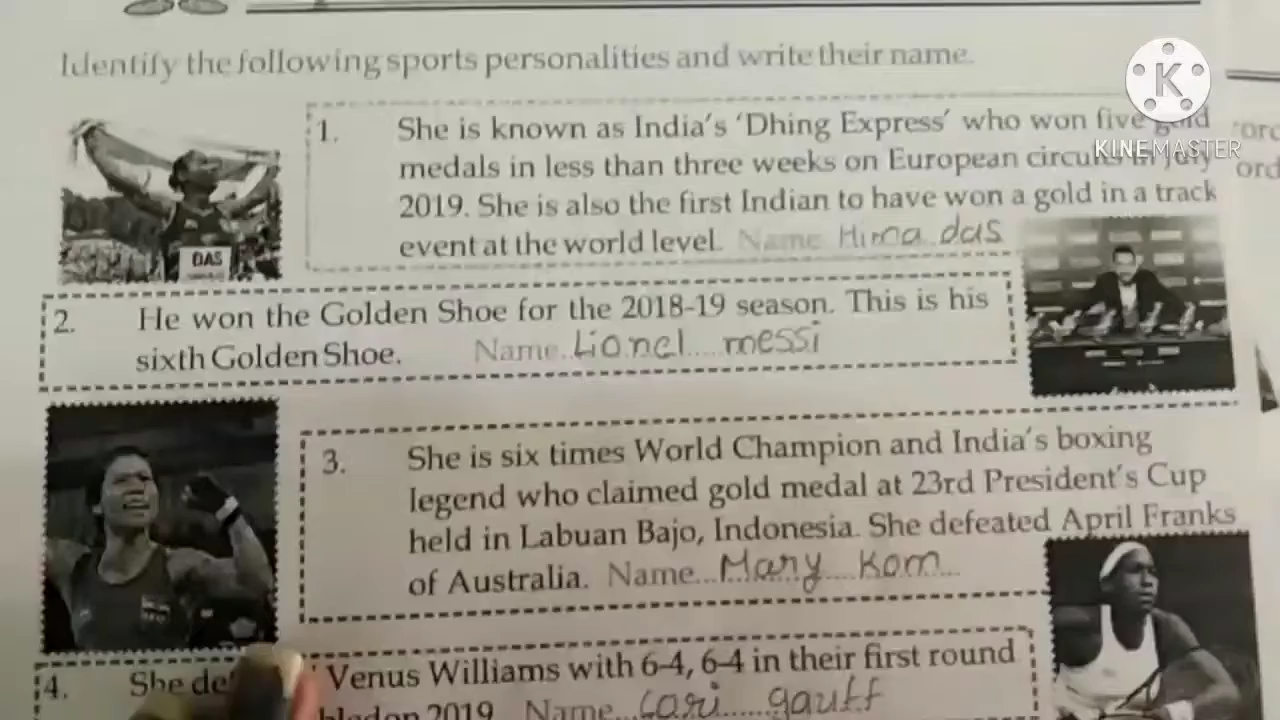 Identify the following sports personalities and write their name.
K
KINEMASTER
1. She is known as India's 'Dhing Express' who won five gold
medals in less than three weeks on European circuits in July
2019. She is also the first Indian to have won a gold in a track
event at the world level. Name Hima das
DAS
2. He won the Golden Shoe for the 2018-19 season. This is his
sixth Golden Shoe. Name Lionel messi
3. She is six times World Champion and India's boxing
legend who claimed gold medal at 23rd President's Cup
held in Labuan Bajo, Indonesia. She defeated April Franks
of Australia. Name Mary Kom
4. She Venus Williams with 6-4, 6-4 in their first round
2019. Name Cori gauff